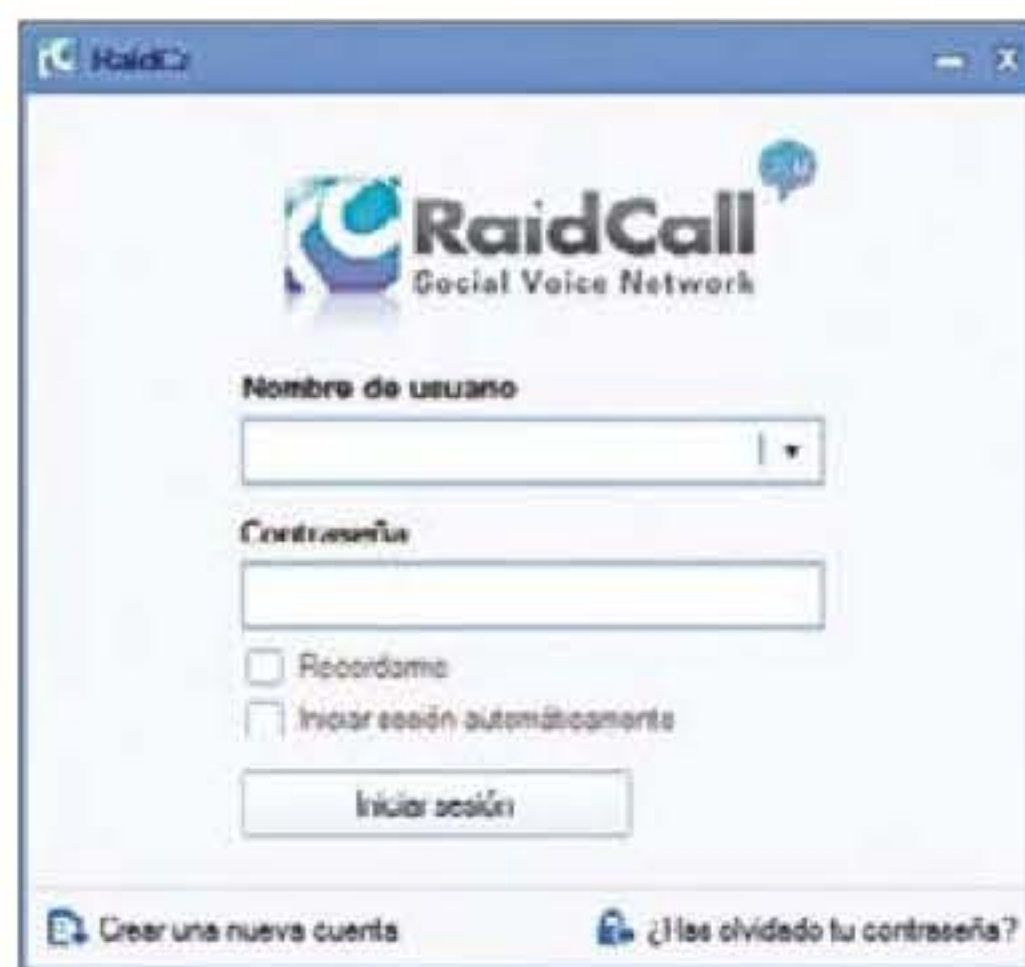 RaidCall
Social Voice Network
Nombre de usuario
Contraseña
Recordarme
Iniciar sesión automáticamente
Iniciar sesión
Crear una nueva cuenta
¿Has olvidado tu contraseña?